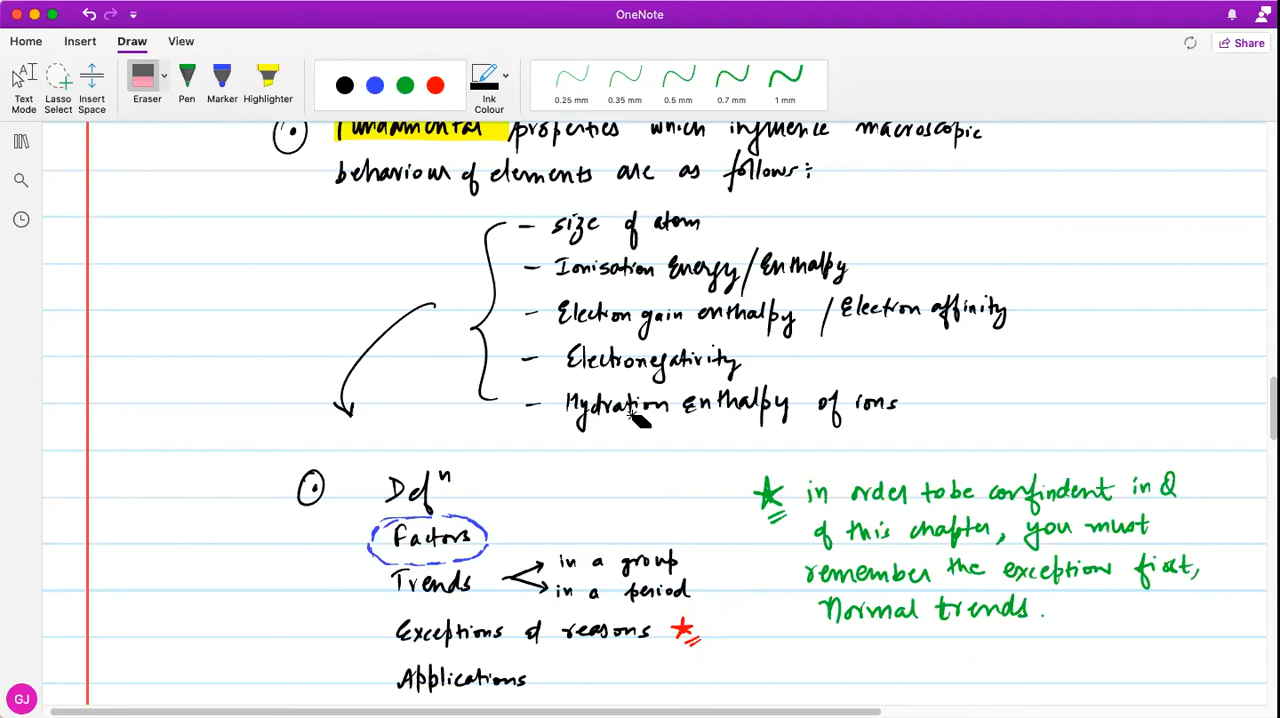 OneNote
Home Insert Draw View
Share
Text Mode
Lasso Select
Insert Space
Eraser
Pen
Marker
Highlighter
Ink Colour
0.25 mm 0.35 mm 0.5 mm 0.7 mm 1 mm
Fundamental properties which influence macroscopic
behaviour of elements are as follows:
- size of atom
- Ionisation Energy/Enthalpy
- Electron gain enthalpy / Electron affinity
- Electronegativity
- Hydration Enthalpy of ions
Defn
Factors
Trends in a group
in a period
Exceptions & reasons
Applications
in order to be confindent in Q
of this chapter, you must
remember the exceptions first,
Normal trends.
GJ